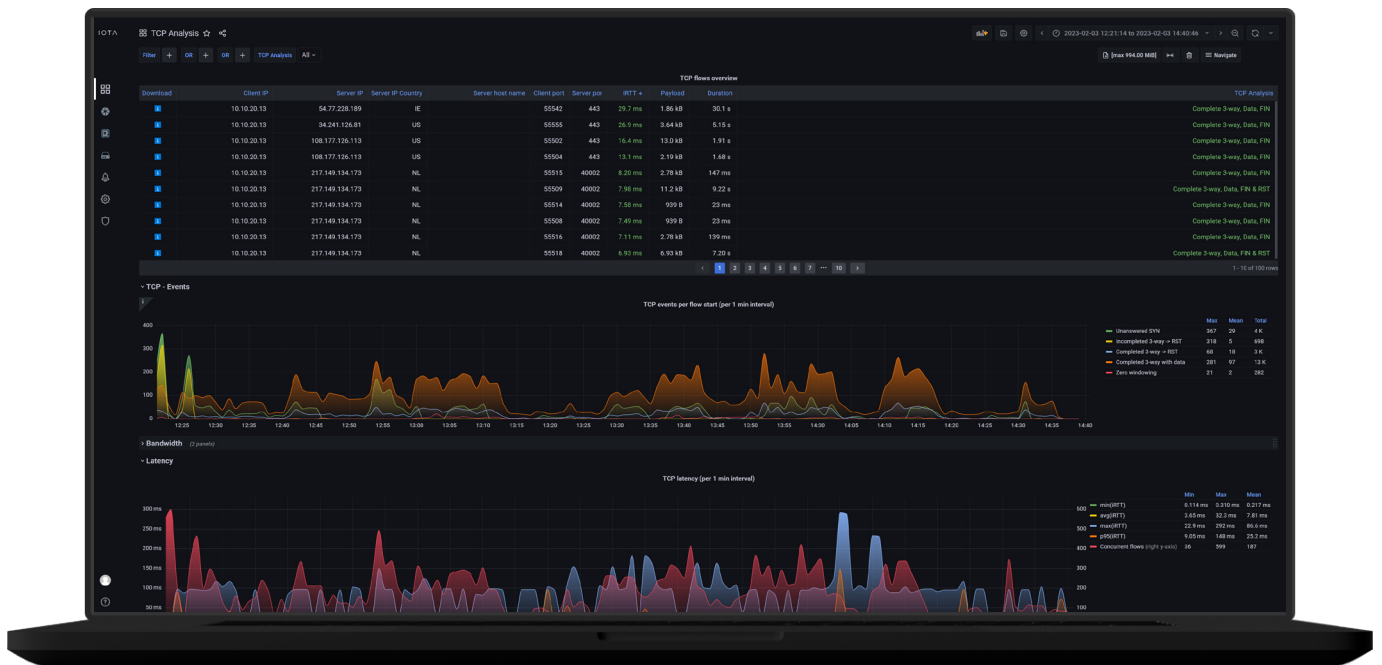 IOTA
TCP Analysis
2023-02-03 12:21:14 to 2023-02-03 14:40:46
Filter + OR + OR + TCP Analysis All
[max 994.00 MiB] Navigate
TCP flows overview
Download Client IP Server IP Server IP Country Server host name Client port Server por IRTT Payload Duration TCP Analysis
10.10.20.13 54.77.228.189 IE 55542 443 29.7 ms 1.86 kB 30.1 s Complete 3-way, Data, FIN
10.10.20.13 34.241.126.81 US 55555 443 26.9 ms 3.64 kB 5.15 s Complete 3-way, Data, FIN
10.10.20.13 108.177.126.113 US 55502 443 16.4 ms 13.0 kB 1.91 s Complete 3-way, Data, FIN
10.10.20.13 108.177.126.113 US 55504 443 13.1 ms 2.19 kB 1.68 s Complete 3-way, Data, FIN
10.10.20.13 217.149.134.173 NL 55515 40002 8.20 ms 2.78 kB 147 ms Complete 3-way, Data, FIN
10.10.20.13 217.149.134.173 NL 55509 40002 7.98 ms 11.2 kB 9.22 s Complete 3-way, Data, FIN & RST
10.10.20.13 217.149.134.173 NL 55514 40002 7.58 ms 939 B 23 ms Complete 3-way, Data, FIN
10.10.20.13 217.149.134.173 NL 55508 40002 7.49 ms 939 B 23 ms Complete 3-way, Data, FIN
10.10.20.13 217.149.134.173 NL 55516 40002 7.11 ms 2.78 kB 139 ms Complete 3-way, Data, FIN
10.10.20.13 217.149.134.173 NL 55518 40002 6.93 ms 6.93 kB 7.20 s Complete 3-way, Data, FIN & RST
1 2 3 4 5 6 7 ··· 10
1 - 10 of 100 rows
TCP - Events
TCP events per flow start (per 1 min interval)
400
300
200
100
0
12:25 12:30 12:35 12:40 12:45 12:50 12:55 13:00 13:05 13:10 13:15 13:20 13:25 13:30 13:35 13:40 13:45 13:50 13:55 14:00 14:05 14:10 14:15 14:20 14:25 14:30 14:35 14:40
Max Mean Total
Unanswered SYN 367 29 4 K
Incompleted 3-way -> RST 318 5 698
Completed 3-way -> RST 68 18 3 K
Completed 3-way with data 281 97 13 K
Zero windowing 21 2 282
Bandwidth (2 panels)
Latency
TCP latency (per 1 min interval)
300 ms
250 ms
200 ms
150 ms
100 ms
50 ms
600
500
400
300
200
100
Min Max Mean
min(iRTT) 0.114 ms 0.310 ms 0.217 ms
avg(iRTT) 3.65 ms 32.3 ms 7.81 ms
max(iRTT) 22.9 ms 292 ms 86.6 ms
p95(iRTT) 9.05 ms 148 ms 25.2 ms
Concurrent flows (right y-axis) 36 599 187